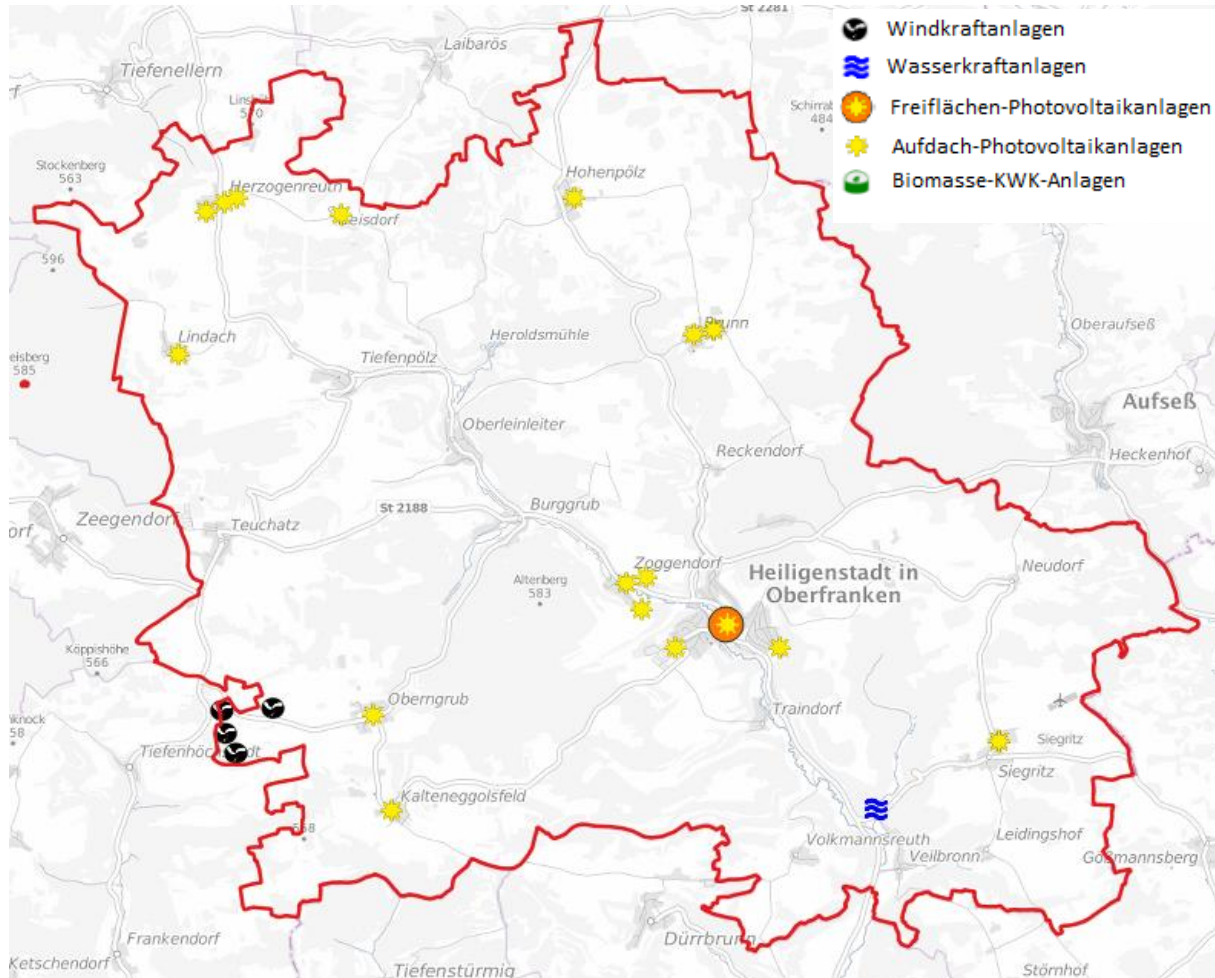 St 2281
Windkraftanlagen
Wasserkraftanlagen
Freiflächen-Photovoltaikanlagen
Aufdach-Photovoltaikanlagen
Biomasse-KWK-Anlagen
Laibarös
Tiefenellern
570
484
Stockenberg
563
Hohenpölz
Herzogenreuth
596
Oberaufseß
Lindach
Heroldsmühle
Tiefenpölz
585
Aufseß
Oberleinleiter
Reckendorf
Heckenhof
Burggrub
St 2188
Zeegendorf
Teuchatz
Zoggendorf
Altenberg
583
Heiligenstadt in
Oberfranken
Neudorf
Köppishöhe
566
Oberngrub
Traindorf
Siegritz
Siegritz
Kalteneggolsfeld
Volkmannsreuth
Leidingshof
Veilbronn
Gößmannsberg
Dürrbrunn
Frankendorf
Ketschendorf
Tiefenstürmig
Störnhof